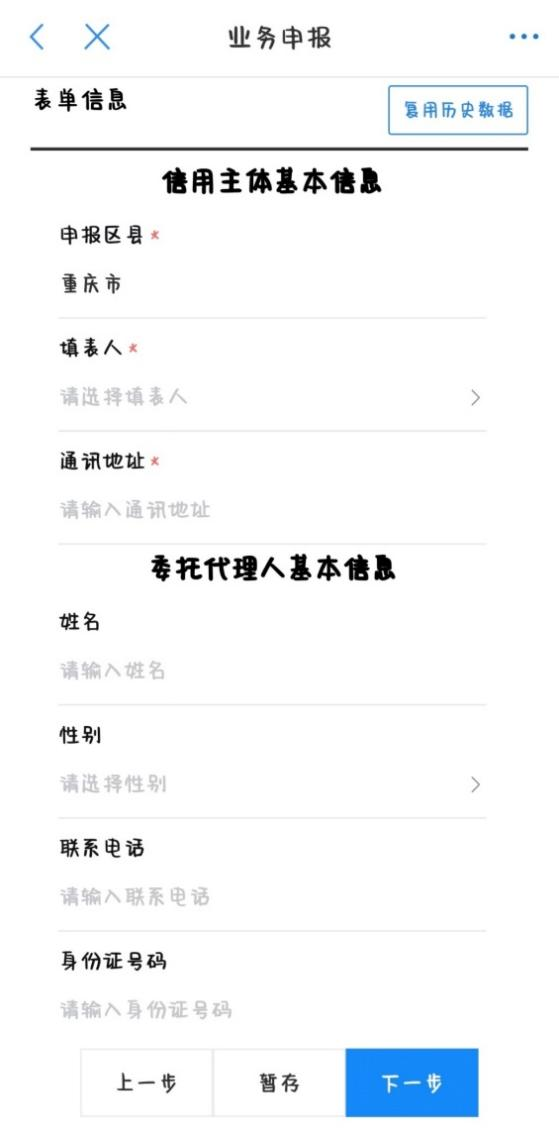 业务申报
表单信息
复用历史数据
信用主体基本信息
申报区县*
重庆市
填表人*
请选择填表人
通讯地址*
请输入通讯地址
委托代理人基本信息
姓名
请输入姓名
性别
请选择性别
联系电话
请输入联系电话
身份证号码
请输入身份证号码
上一步
暂存
下一步